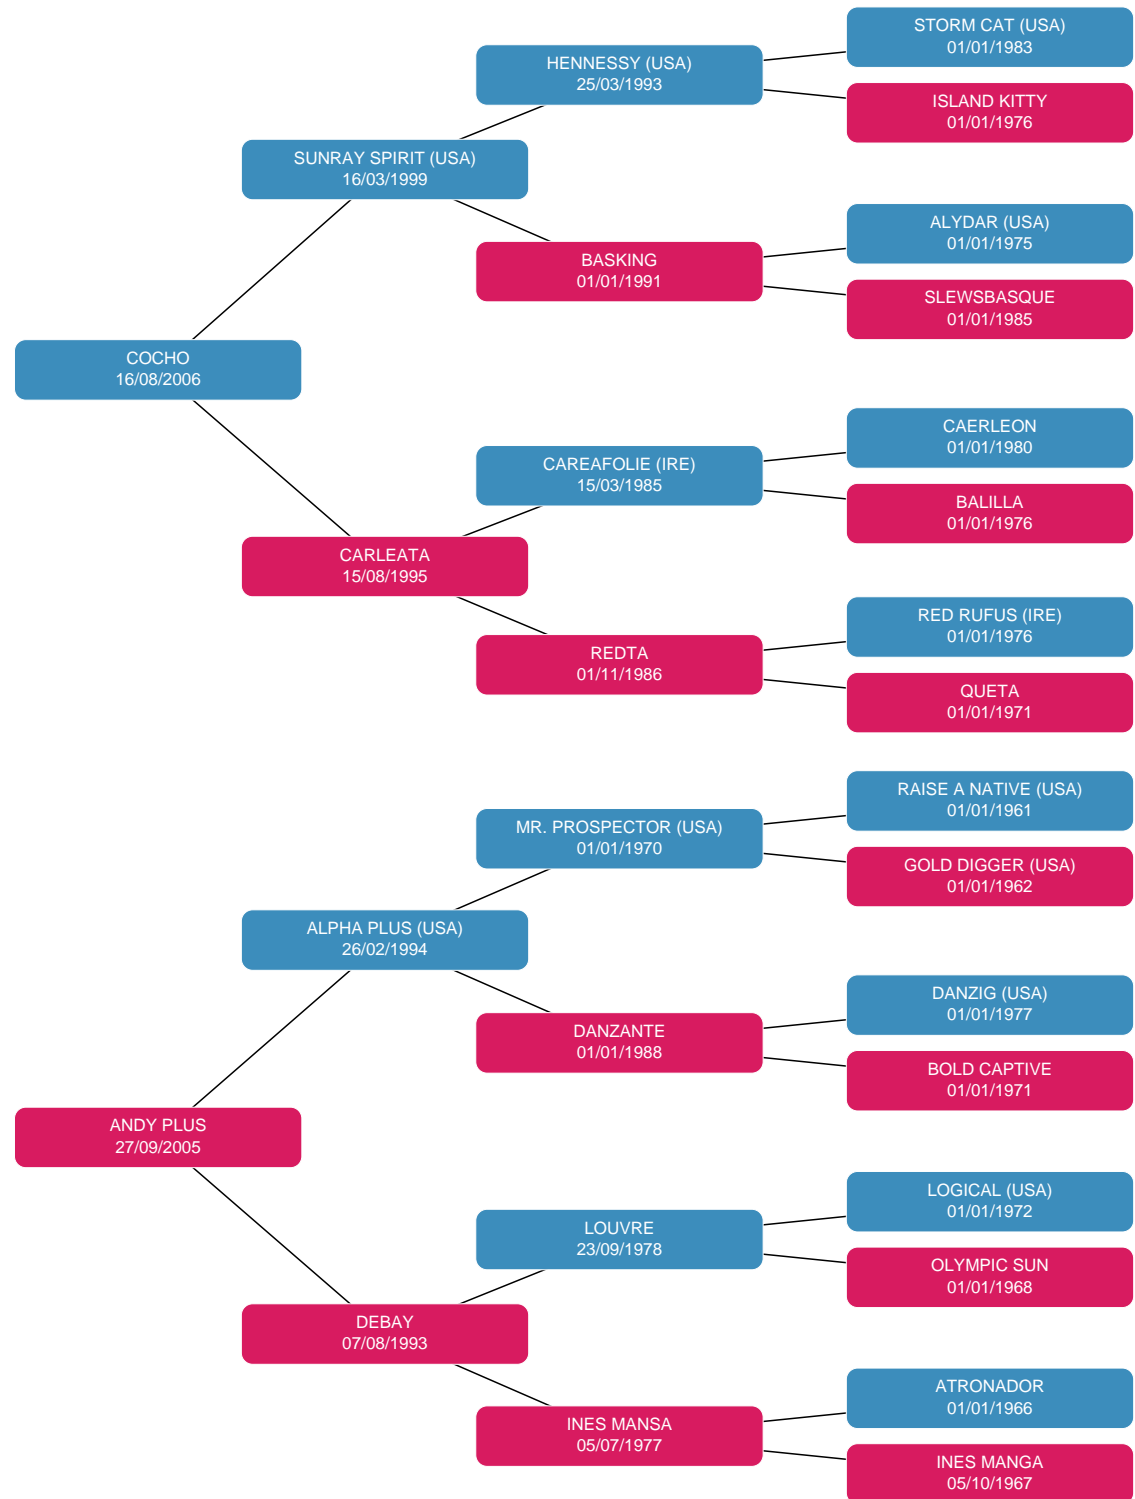 STORM CAT (USA)
01/01/1983
HENNESSY (USA)
25/03/1993
ISLAND KITTY
01/01/1976
SUNRAY SPIRIT (USA)
16/03/1999
ALYDAR (USA)
01/01/1975
BASKING
01/01/1991
SLEWSBASQUE
01/01/1985
COCHO
16/08/2006
CAERLEON
01/01/1980
CAREAFOLIE (IRE)
15/03/1985
BALILLA
01/01/1976
CARLEATA
15/08/1995
RED RUFUS (IRE)
01/01/1976
REDTA
01/11/1986
QUETA
01/01/1971
RAISE A NATIVE (USA)
01/01/1961
MR. PROSPECTOR (USA)
01/01/1970
GOLD DIGGER (USA)
01/01/1962
ALPHA PLUS (USA)
26/02/1994
DANZIG (USA)
01/01/1977
DANZANTE
01/01/1988
BOLD CAPTIVE
01/01/1971
ANDY PLUS
27/09/2005
LOGICAL (USA)
01/01/1972
LOUVRE
23/09/1978
OLYMPIC SUN
01/01/1968
DEBAY
07/08/1993
ATRONADOR
01/01/1966
INES MANSA
05/07/1977
INES MANGA
05/10/1967